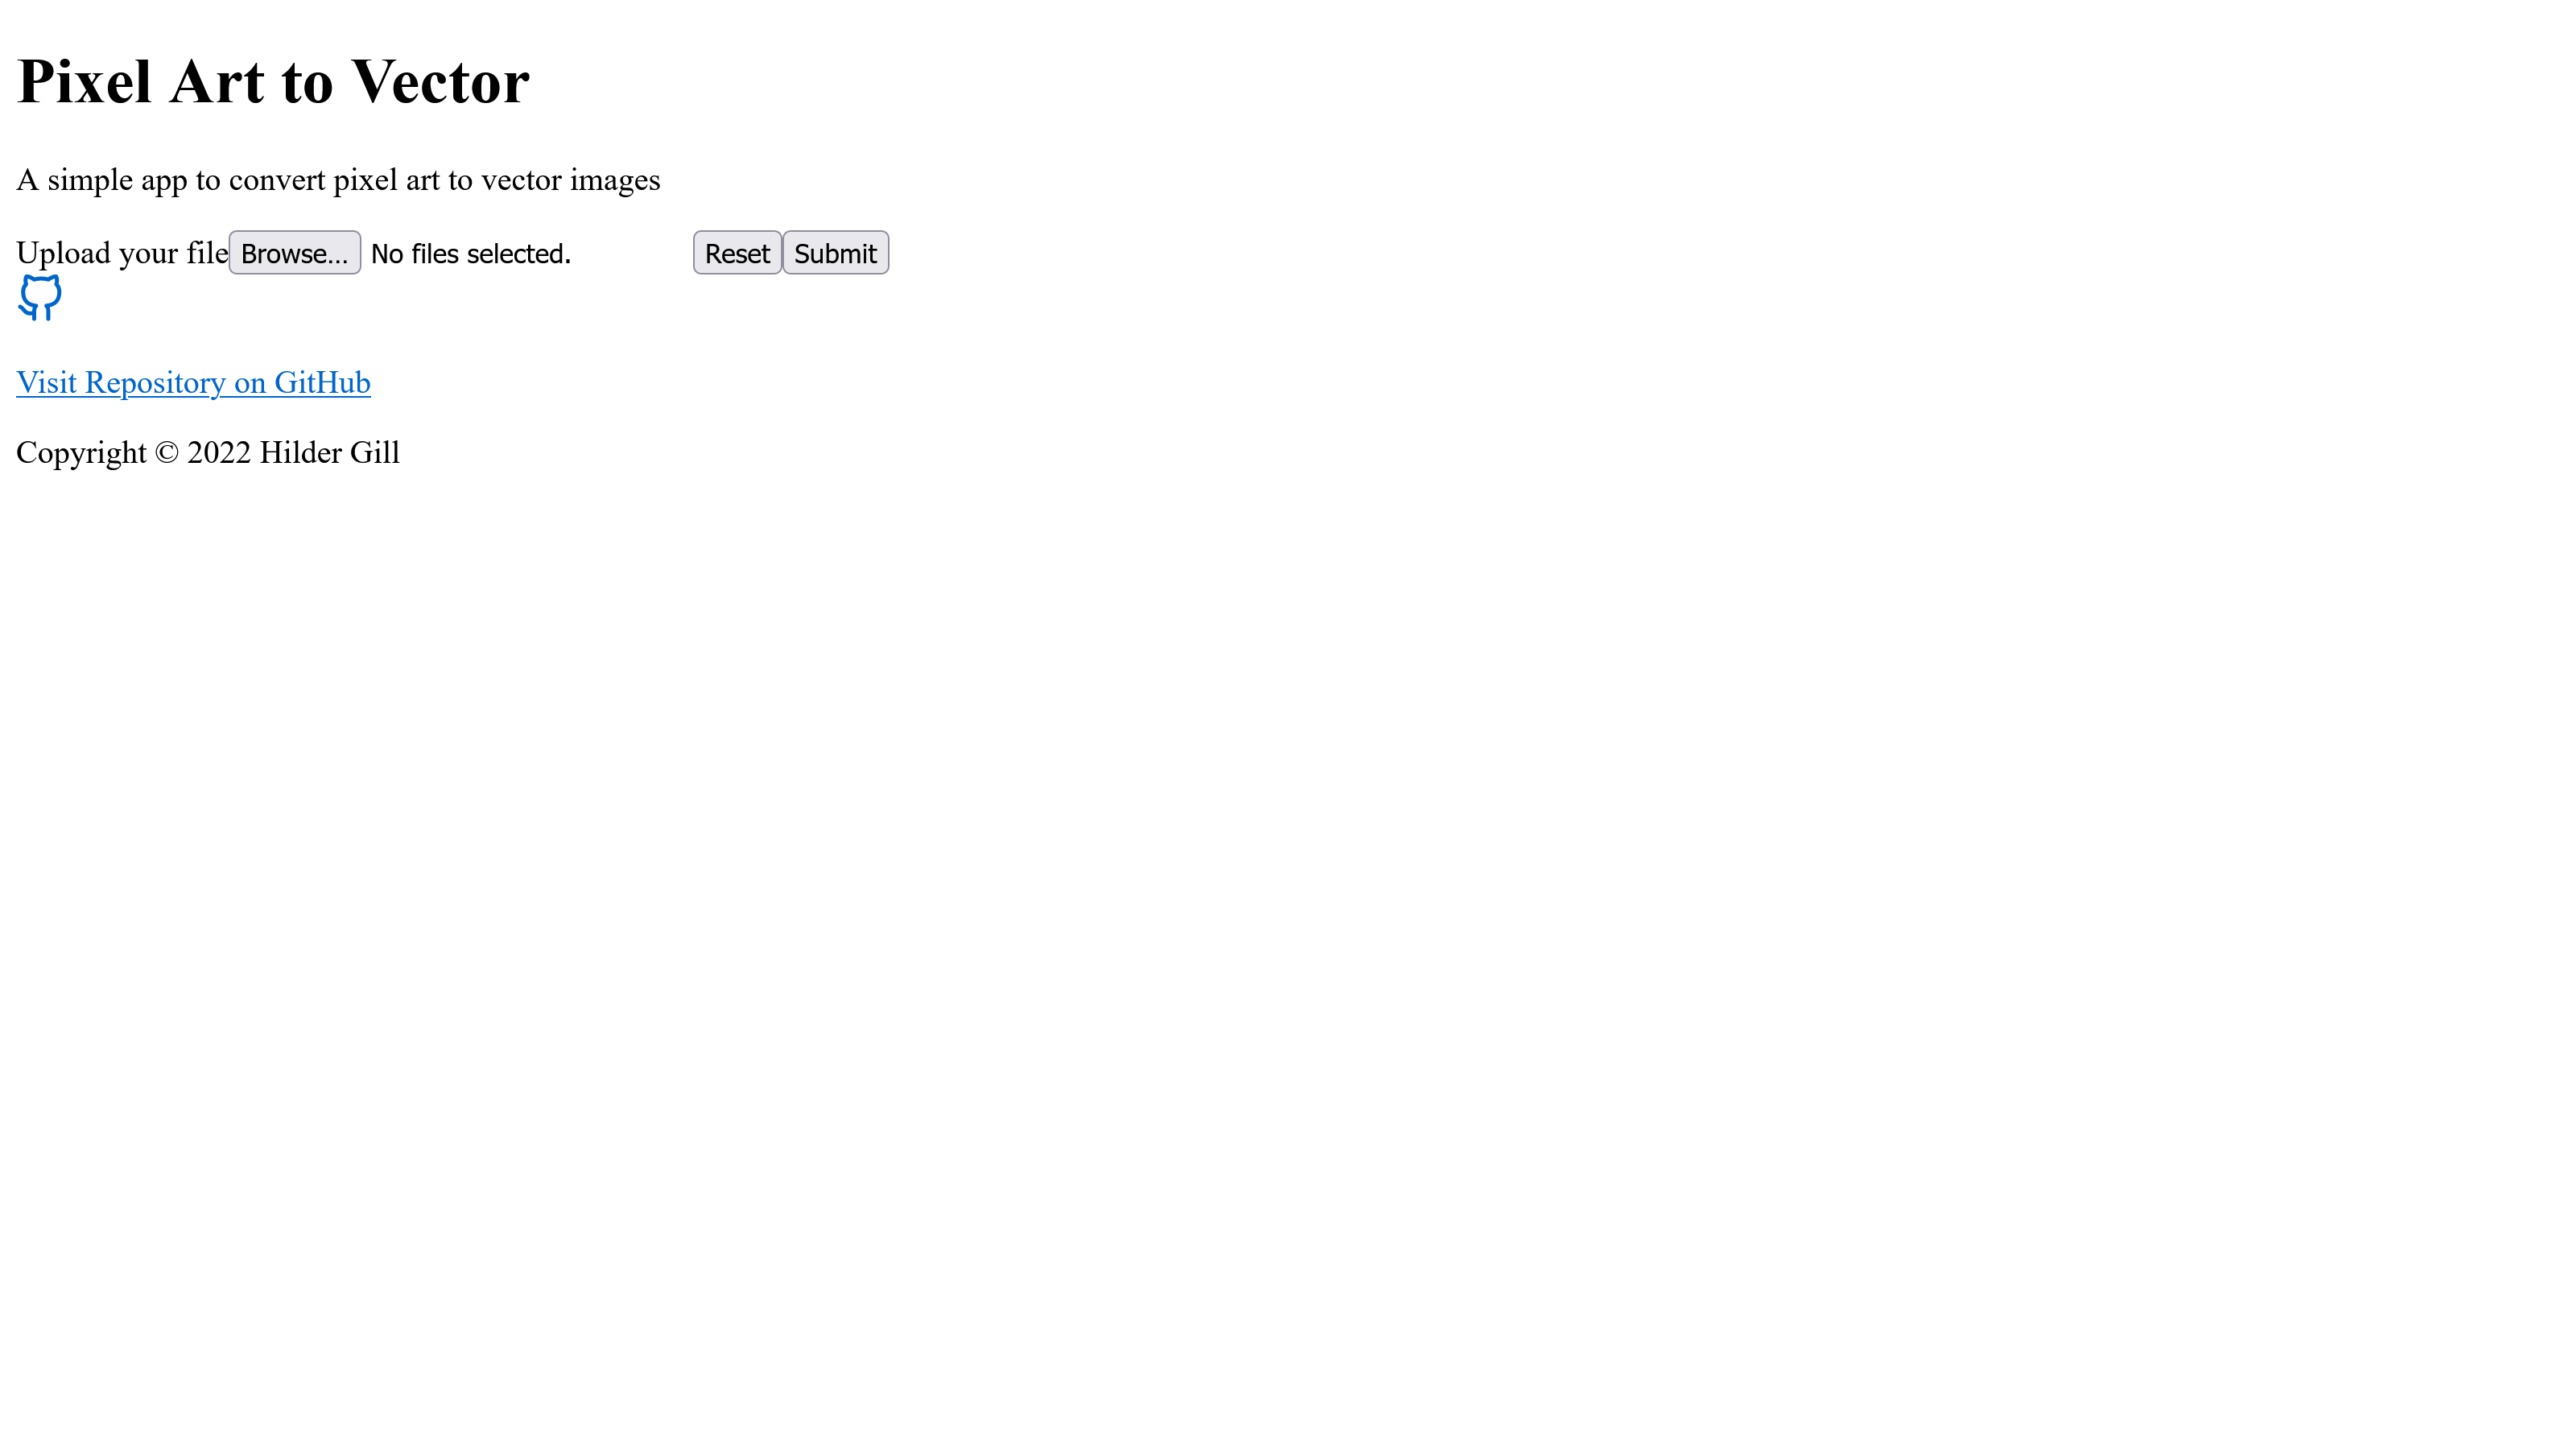 Pixel Art to Vector
A simple app to convert pixel art to vector images
Upload your file Browse... No files selected. Reset Submit
Visit Repository on GitHub
Copyright © 2022 Hilder Gill